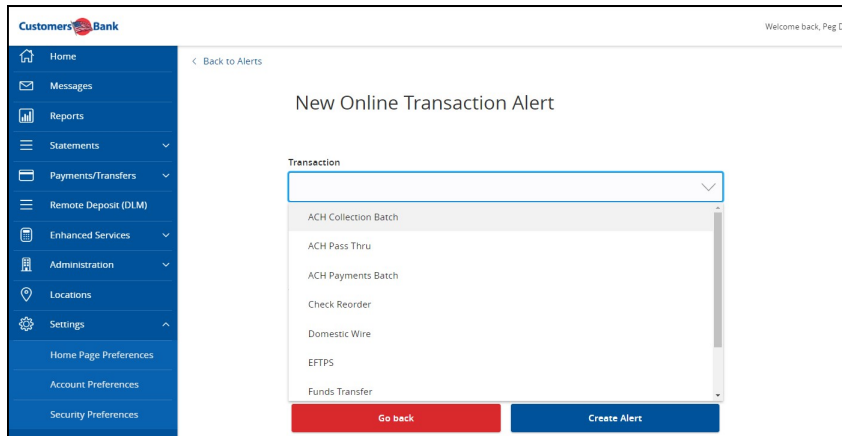 Customers Bank
Welcome back, Peg D
Home
Messages
Reports
Statements
Payments/Transfers
Remote Deposit (DLM)
Enhanced Services
Administration
Locations
Settings
Home Page Preferences
Account Preferences
Security Preferences
< Back to Alerts
New Online Transaction Alert
Transaction
ACH Collection Batch
ACH Pass Thru
ACH Payments Batch
Check Reorder
Domestic Wire
EFTPS
Funds Transfer
Go back
Create Alert